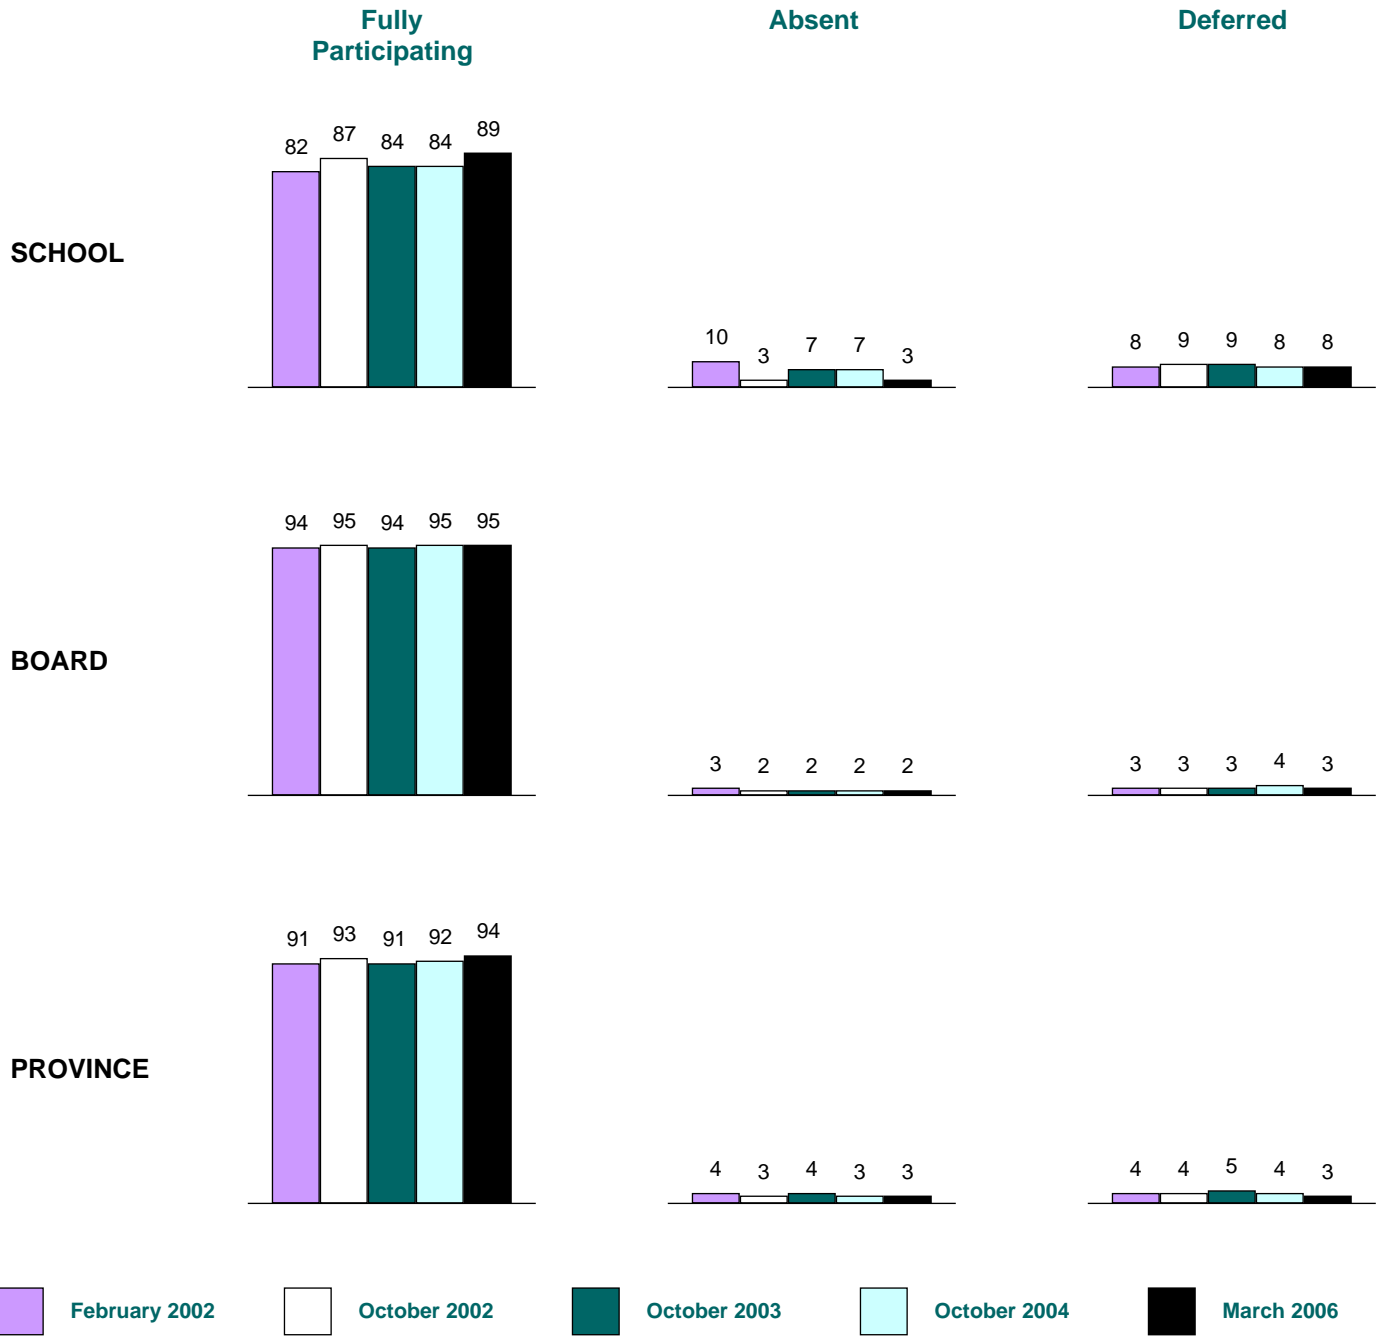 Fully
Participating
Absent
Deferred
SCHOOL
82 87 84 84 89
10 3 7 7 3
8 9 9 8 8
BOARD
94 95 94 95 95
3 2 2 2 2
3 3 3 4 3
PROVINCE
91 93 91 92 94
4 3 4 3 3
4 4 5 4 3
February 2002
October 2002
October 2003
October 2004
March 2006